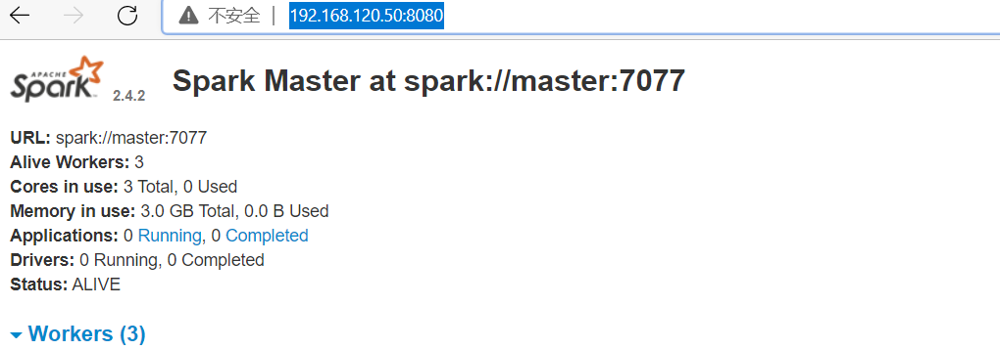 不安全 | 192.168.120.50:8080
APACHE
Spark 2.4.2 Spark Master at spark://master:7077
URL: spark://master:7077
Alive Workers: 3
Cores in use: 3 Total, 0 Used
Memory in use: 3.0 GB Total, 0.0 B Used
Applications: 0 Running, 0 Completed
Drivers: 0 Running, 0 Completed
Status: ALIVE
Workers (3)